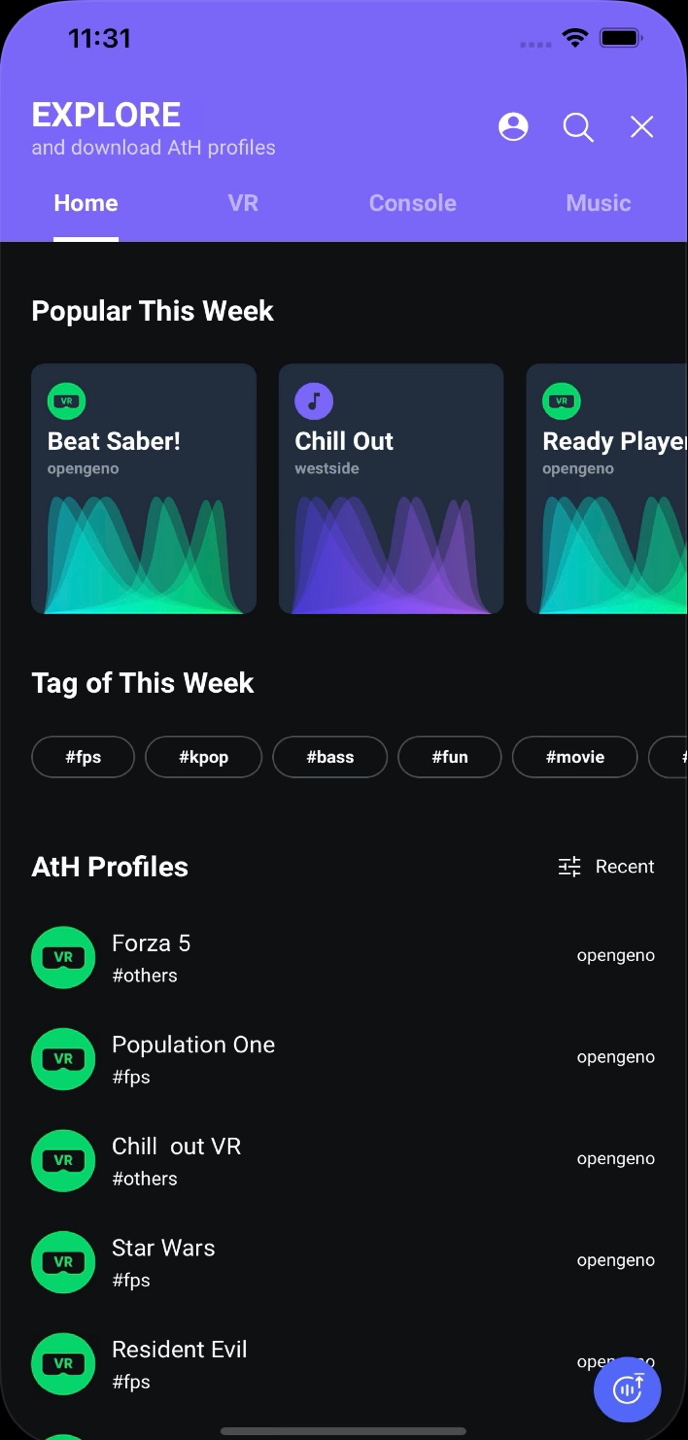 11:31
EXPLORE
and download AtH profiles
Home VR Console Music
Popular This Week
VR VR
Beat Saber! Chill Out Ready Player
opengeno westside opengeno
Tag of This Week
#fps #kpop #bass #fun #movie #
AtH Profiles Recent
VR Forza 5 opengeno
#others
VR Population One opengeno
#fps
VR Chill  out VR opengeno
#others
VR Star Wars opengeno
#fps
VR Resident Evil
#fps